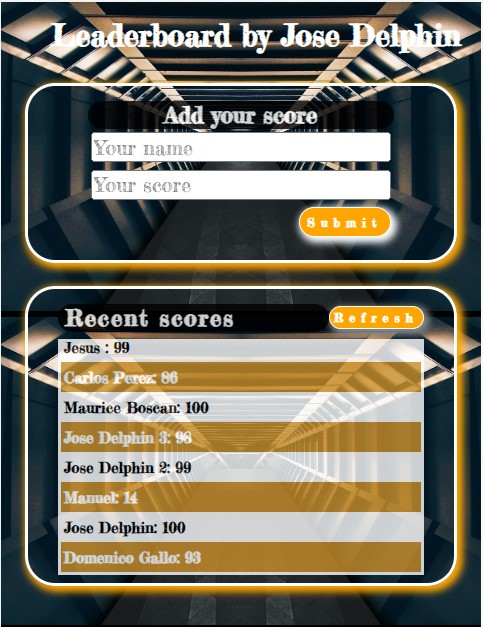 Leaderboard by Jose Delphin
Add your score
Your name
Your score
Submit
Recent scores
Refresh
Jesus : 99
Carlos Perez: 86
Maurice Boscan: 100
Jose Delphin 3: 98
Jose Delphin 2: 99
Manuel: 14
Jose Delphin: 100
Domenico Gallo: 93